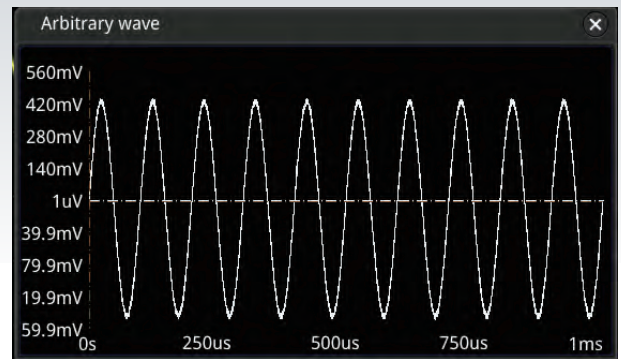 Arbitrary wave
560mV
420mV
280mV
140mV
1uV
39.9mV
79.9mV
19.9mV
59.9mV
0s 250us 500us 750us 1ms